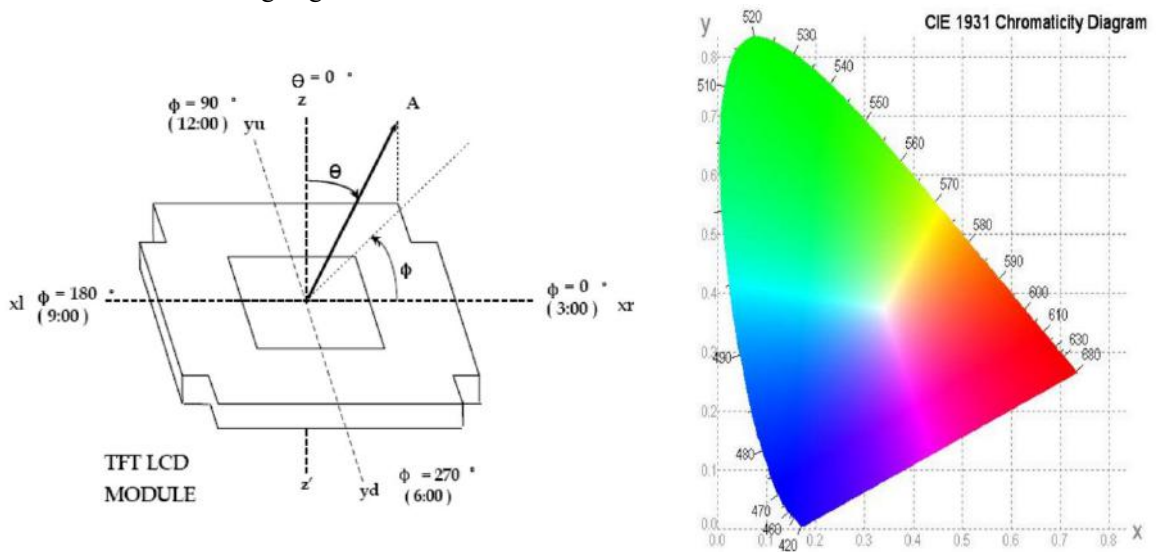 θ = 0 °
z
A
ϕ = 90 °
( 12:00 ) yu
θ
ϕ
xl ϕ = 180 °
( 9:00 )
ϕ = 0 °
( 3:00 ) xr
TFT LCD
MODULE
z'
yd
ϕ = 270 °
( 6:00 )
CIE 1931 Chromaticity Diagram
y
520
530
540
550
560
570
580
590
600
610
630
680
510
490
480
470
460
420
0.8
0.7
0.6
0.5
0.4
0.3
0.2
0.1
0.0
0.0 0.1 0.2 0.3 0.4 0.5 0.6 0.7 0.8 x